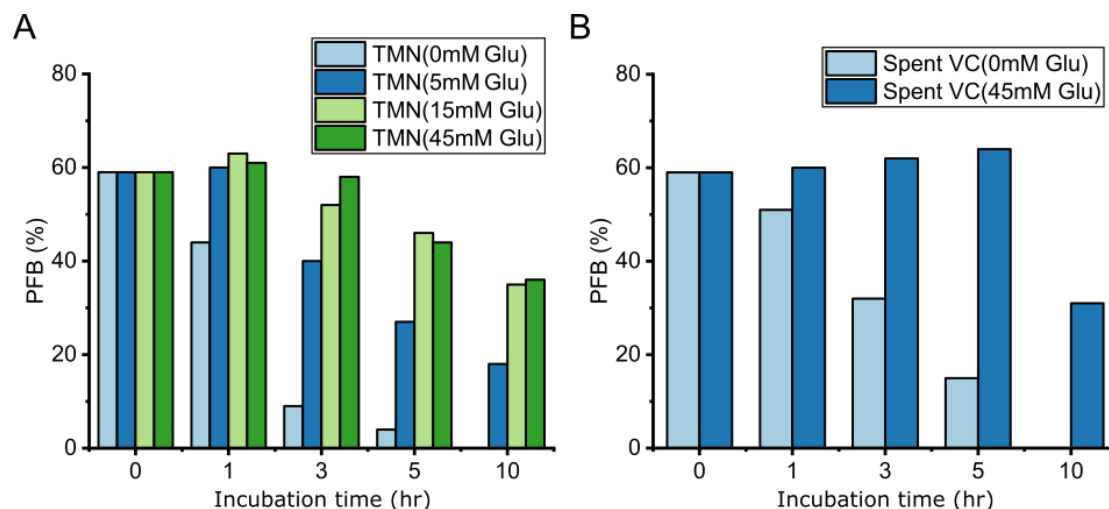 A
TMN(0mM Glu)
TMN(5mM Glu)
TMN(15mM Glu)
TMN(45mM Glu)
80
60
40
20
0
PFB (%)
0 1 3 5 10
Incubation time (hr)
B
Spent VC(0mM Glu)
Spent VC(45mM Glu)
80
60
40
20
0
PFB (%)
0 1 3 5 10
Incubation time (hr)